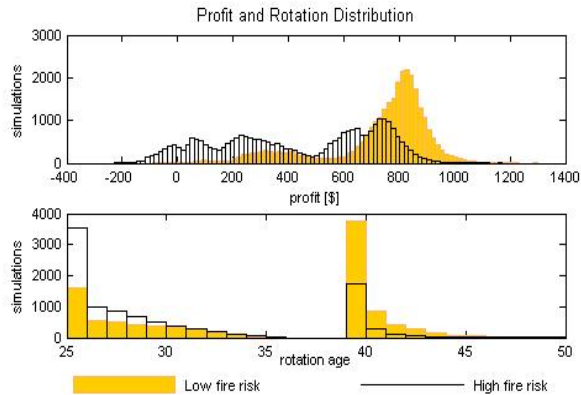 Profit and Rotation Distribution
3000
2000
1000
0
simulations
-400 -200 0 200 400 600 800 1000 1200 1400
profit [$]
4000
3000
2000
1000
0
simulations
25 30 35 40 45 50
rotation age
Low fire risk High fire risk